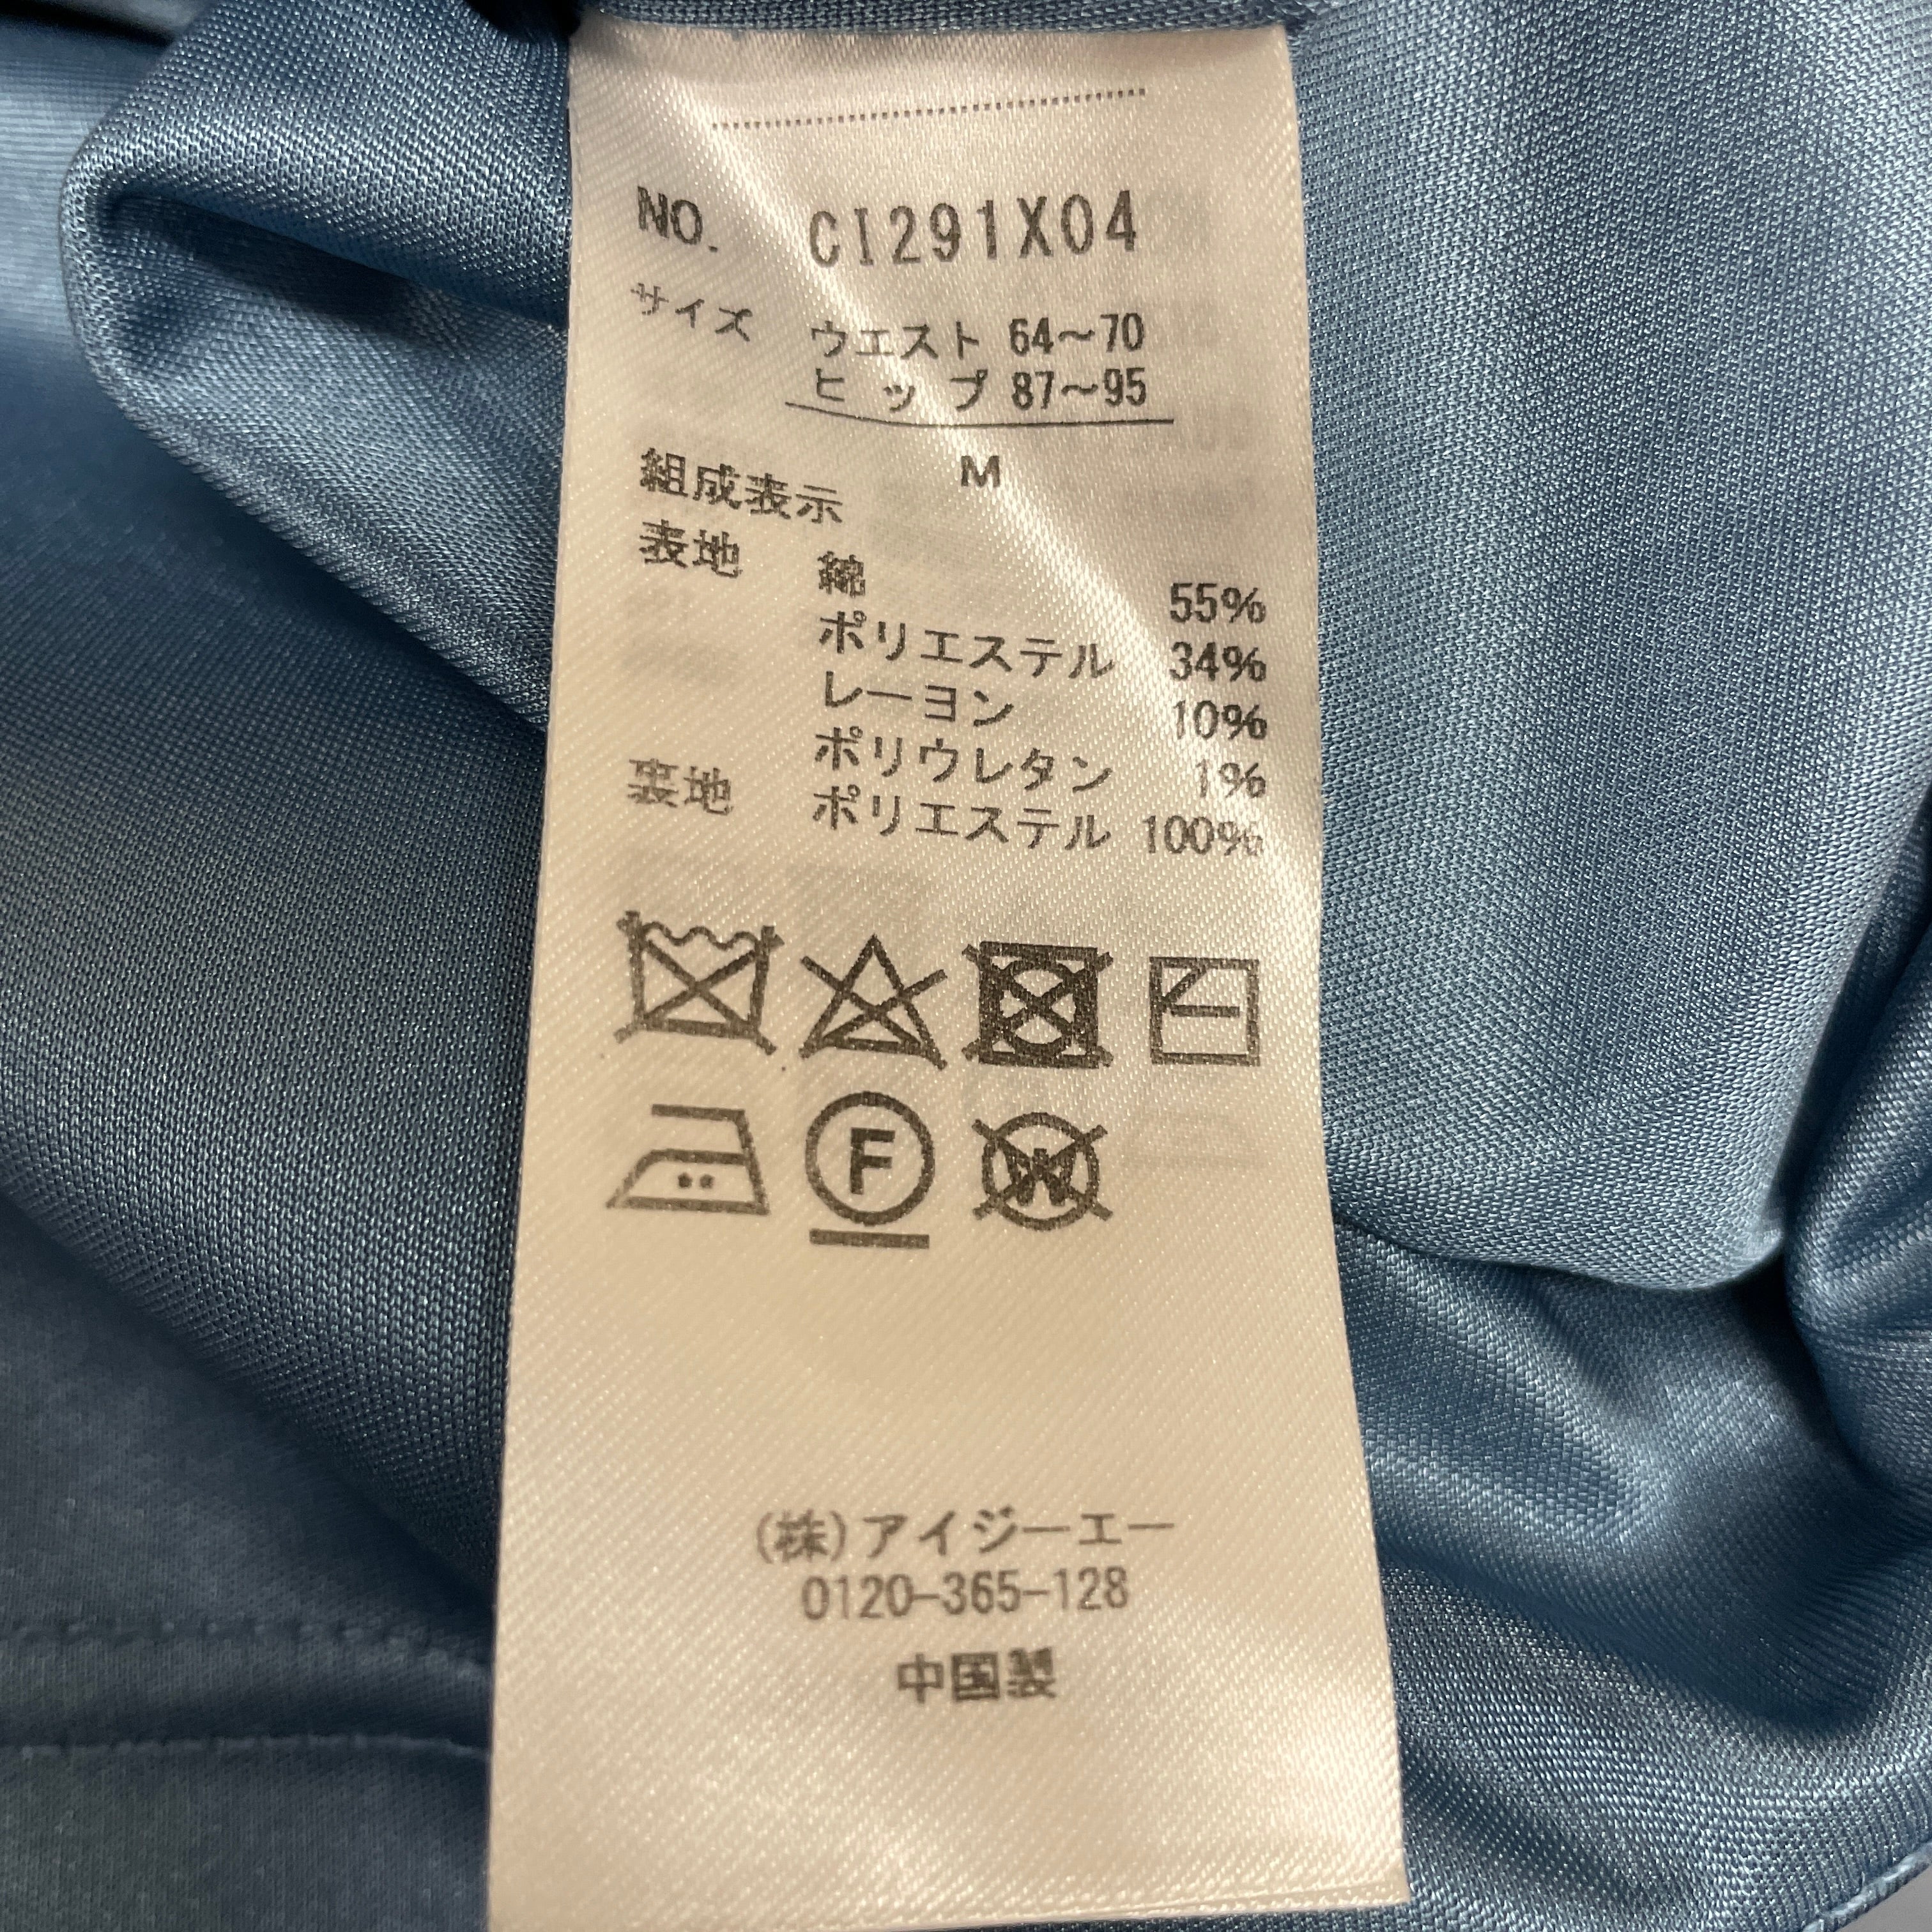 NO. CI291X04
サイズ ウエスト 64～70
ヒップ 87～95
M
組成表示
表地 綿 55%
ポリエステル 34%
レーヨン 10%
ポリウレタン 1%
裏地 ポリエステル 100%
F
W
(株)アイジーエー
0120-365-128
中国製